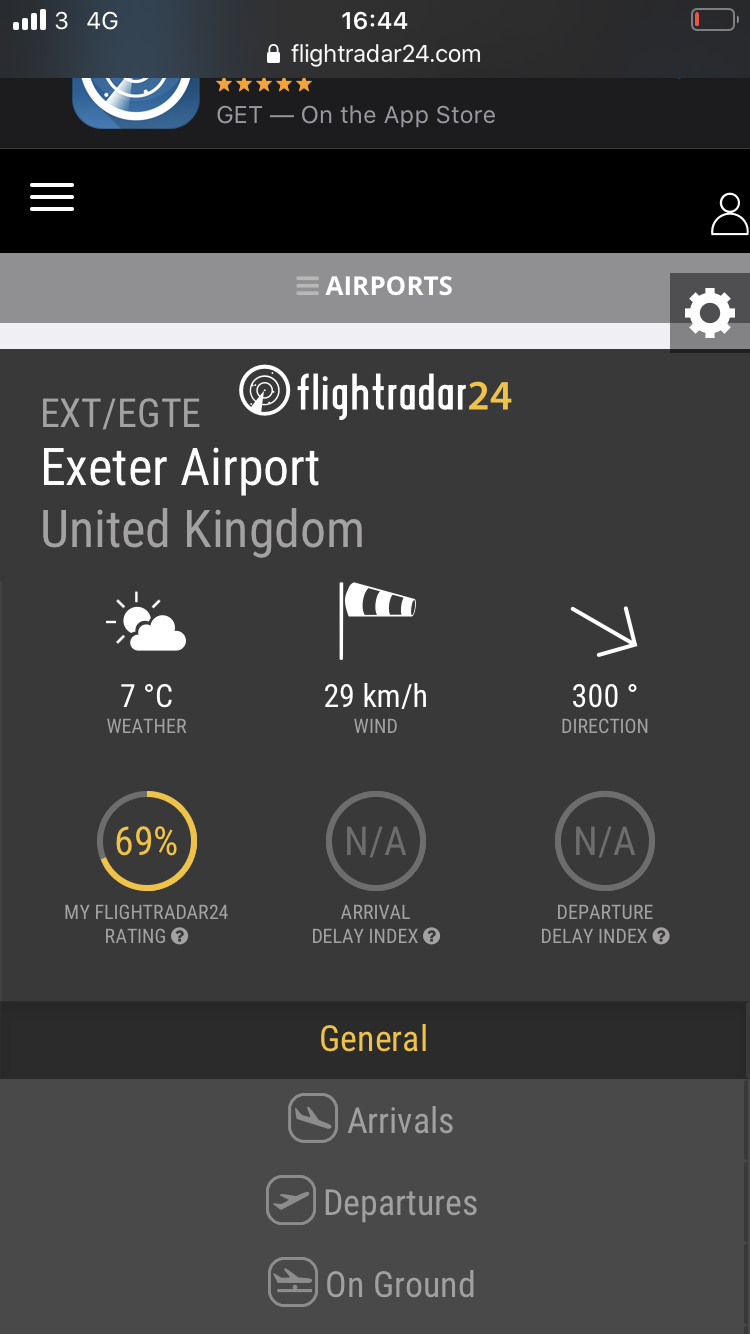 3 4G 16:44
flightradar24.com
GET — On the App Store
AIRPORTS
flightradar24
EXT/EGTE
Exeter Airport
United Kingdom
7 °C 29 km/h 300 °
WEATHER WIND DIRECTION
69% N/A N/A
MY FLIGHTRADAR24 ARRIVAL DEPARTURE
RATING ? DELAY INDEX ? DELAY INDEX ?
General
Arrivals
Departures
On Ground